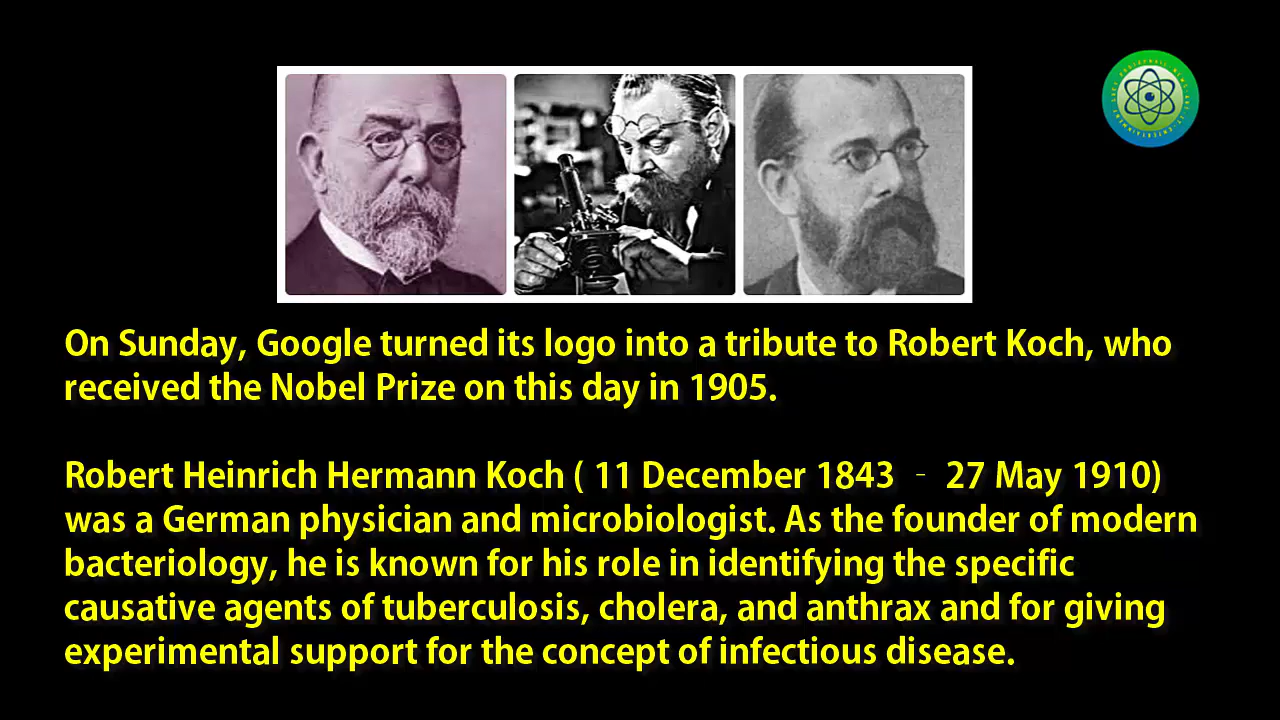 On Sunday, Google turned its logo into a tribute to Robert Koch, who
received the Nobel Prize on this day in 1905.
Robert Heinrich Hermann Koch ( 11 December 1843 - 27 May 1910)
was a German physician and microbiologist. As the founder of modern
bacteriology, he is known for his role in identifying the specific
causative agents of tuberculosis, cholera, and anthrax and for giving
experimental support for the concept of infectious disease.